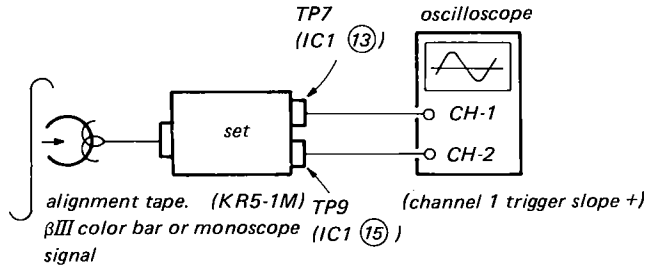 TP7
(IC1 ⑬)
oscilloscope
set
CH-1
CH-2
alignment tape. (KR5-1M)
βIII color bar or monoscope
signal
TP9
(IC1 ⑮)
(channel 1 trigger slope +)